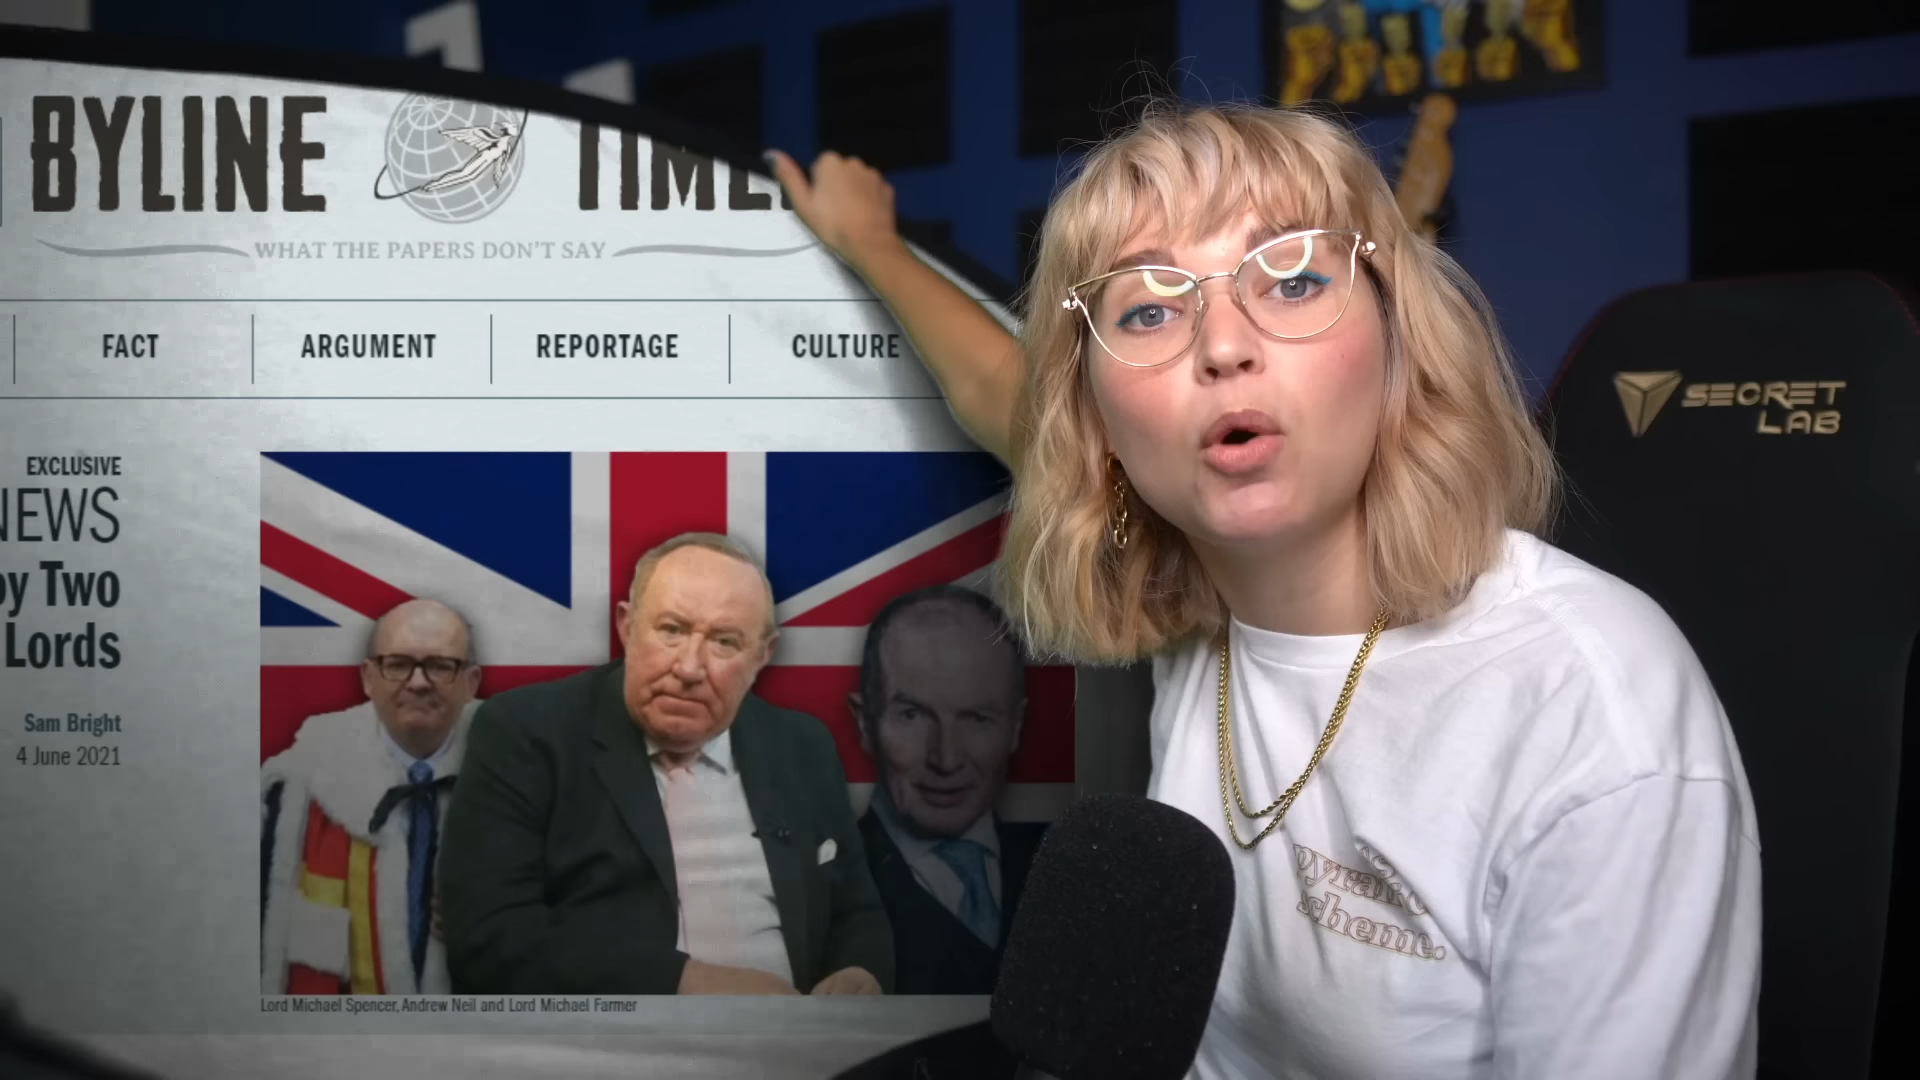 BYLINE TIME
WHAT THE PAPERS DON'T SAY
FACT
ARGUMENT
REPORTAGE
CULTURE
EXCLUSIVE
NEWS
by Two
Lords
Sam Bright
4 June 2021
Lord Michael Spencer, Andrew Neil and Lord Michael Farmer
SECRET
LAB
scheme.